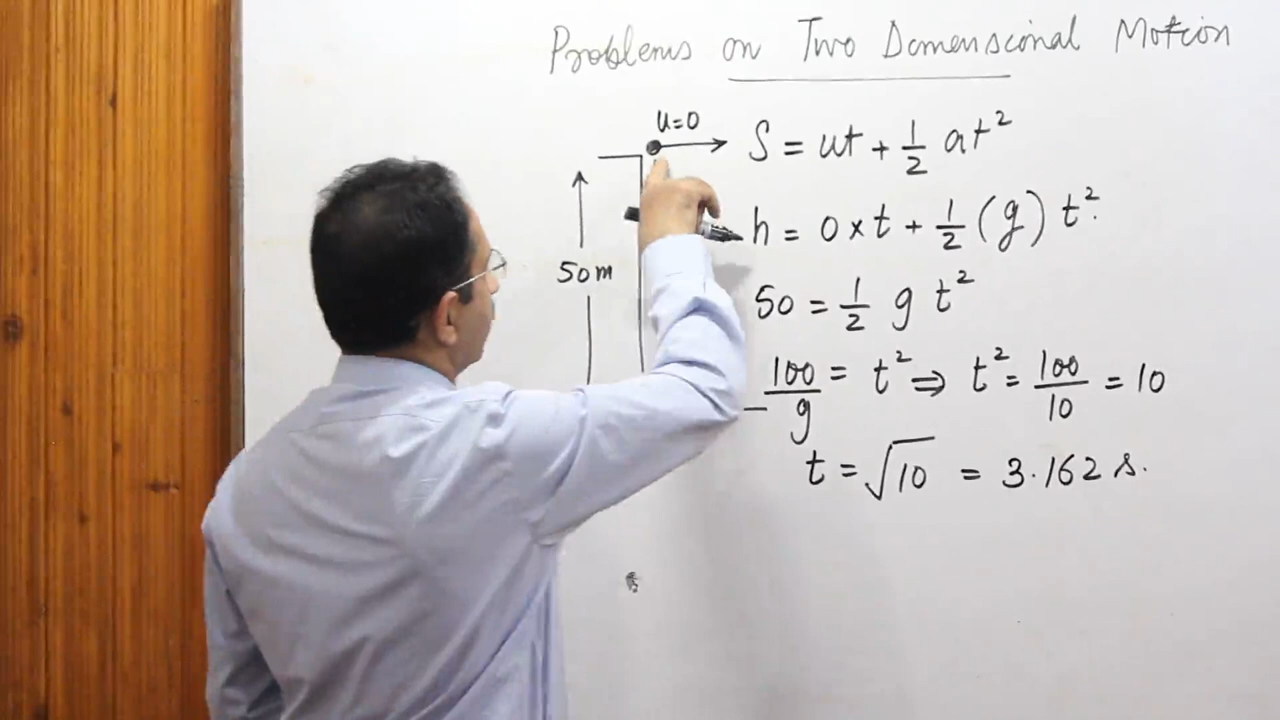 Problems on Two Dimensional Motion
u=0
S = ut + 1/2 at²
h = 0 × t + 1/2 (g) t²
50m
50 = 1/2 g t²
100/g = t² ⇒ t² = 100/10 = 10
t = √10 = 3.162 s.